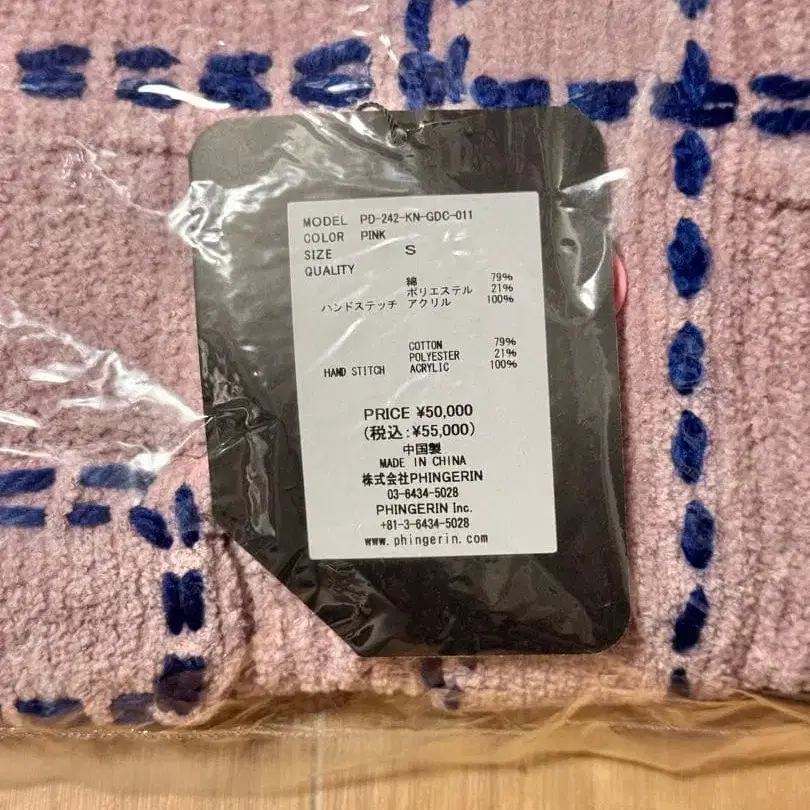 MODEL PD-242-KN-GDC-011
COLOR PINK
SIZE S
QUALITY
綿 79%
ポリエステル 21%
ハンドステッチ アクリル 100%
COTTON 79%
POLYESTER 21%
HAND STITCH ACRYLIC 100%
PRICE ¥50,000
(税込:¥55,000)
中国製
MADE IN CHINA
株式会社PHINGERIN
03-6434-5028
PHINGERIN Inc.
+81-3-6434-5028
www.phingerin.com